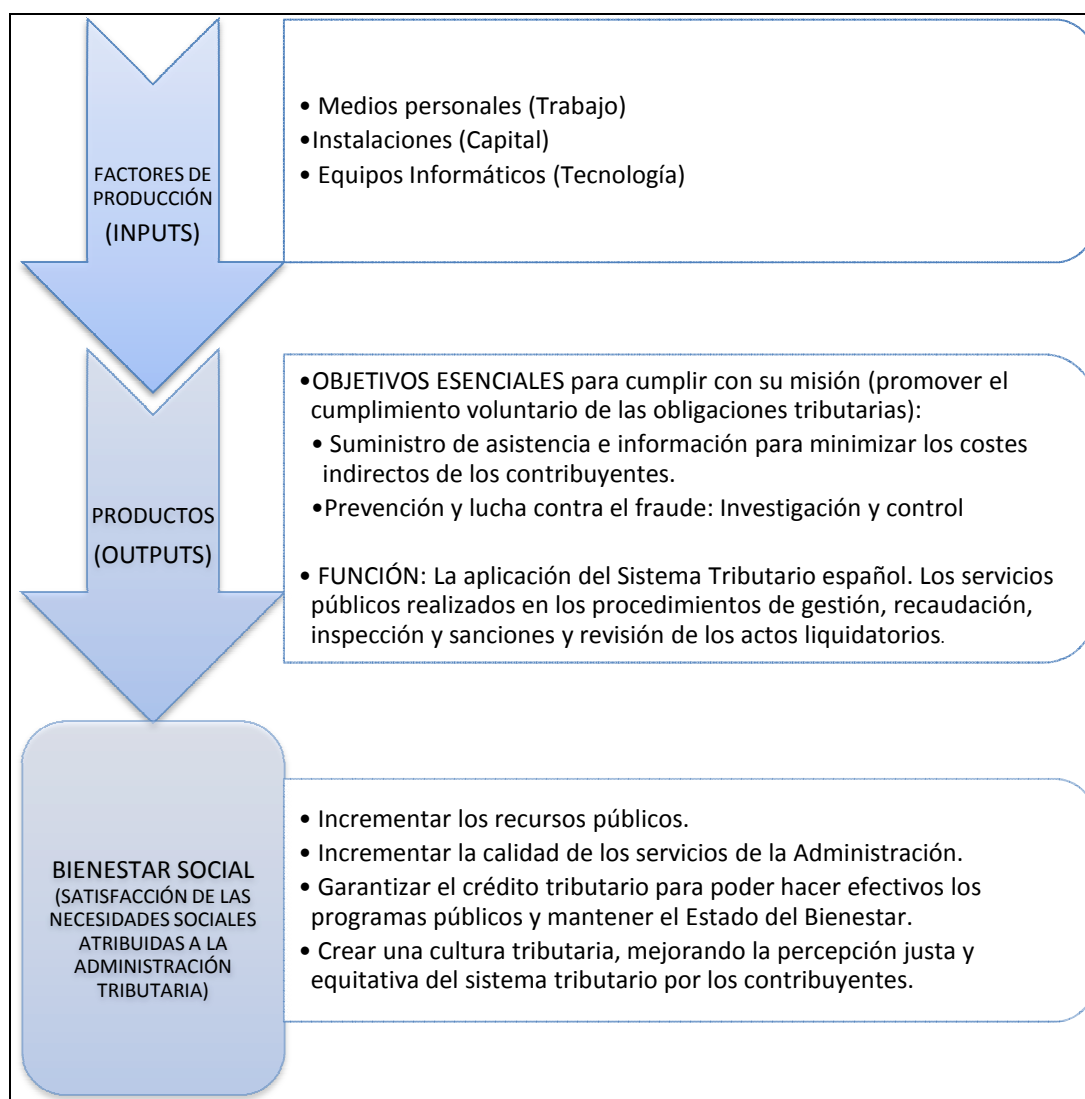 FACTORES DE
PRODUCCIÓN
(INPUTS)
• Medios personales (Trabajo)
•Instalaciones (Capital)
• Equipos Informáticos (Tecnología)
PRODUCTOS
(OUTPUTS)
•OBJETIVOS ESENCIALES para cumplir con su misión (promover el
cumplimiento voluntario de las obligaciones tributarias):
• Suministro de asistencia e información para minimizar los costes
indirectos de los contribuyentes.
•Prevención y lucha contra el fraude: Investigación y control
• FUNCIÓN: La aplicación del Sistema Tributario español. Los servicios
públicos realizados en los procedimientos de gestión, recaudación,
inspección y sanciones y revisión de los actos liquidatorios.
BIENESTAR SOCIAL
(SATISFACCIÓN DE LAS
NECESIDADES SOCIALES
ATRIBUIDAS A LA
ADMINISTRACIÓN
TRIBUTARIA)
• Incrementar los recursos públicos.
• Incrementar la calidad de los servicios de la Administración.
• Garantizar el crédito tributario para poder hacer efectivos los
programas públicos y mantener el Estado del Bienestar.
• Crear una cultura tributaria, mejorando la percepción justa y
equitativa del sistema tributario por los contribuyentes.